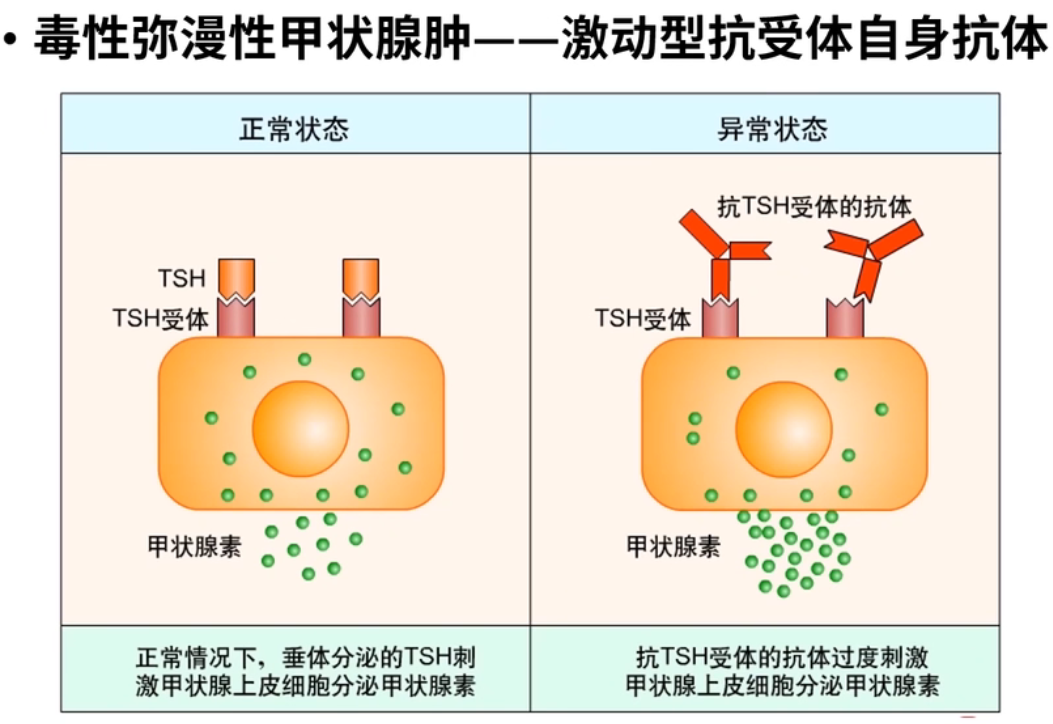 • 毒性弥漫性甲状腺肿——激动型抗受体自身抗体
正常状态
异常状态
抗TSH受体的抗体
TSH
TSH受体
TSH受体
甲状腺素
甲状腺素
正常情况下，垂体分泌的TSH刺
激甲状腺上皮细胞分泌甲状腺素
抗TSH受体的抗体过度刺激
甲状腺上皮细胞分泌甲状腺素